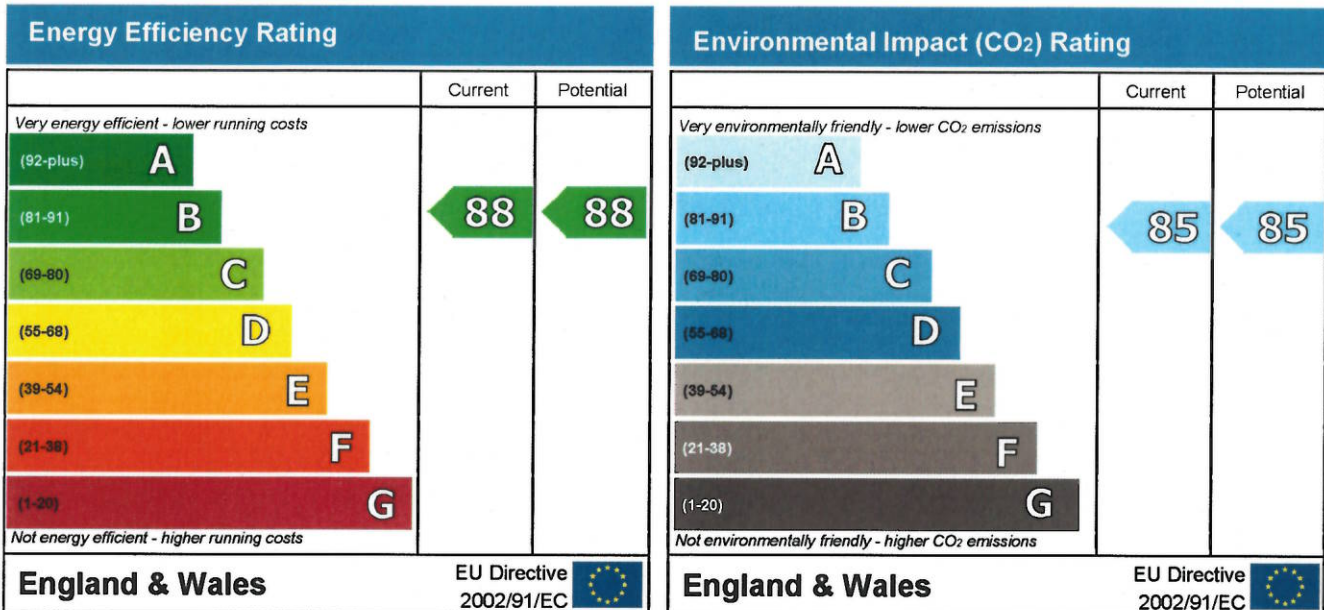 Energy Efficiency Rating
Current Potential
Very energy efficient - lower running costs
(92-plus) A
(81-91) B 88 88
(69-80) C
(55-68) D
(39-54) E
(21-38) F
(1-20) G
Not energy efficient - higher running costs
England & Wales EU Directive
2002/91/EC
Environmental Impact (CO₂) Rating
Current Potential
Very environmentally friendly - lower CO₂ emissions
(92-plus) A
(81-91) B 85 85
(69-80) C
(55-68) D
(39-54) E
(21-38) F
(1-20) G
Not environmentally friendly - higher CO₂ emissions
England & Wales EU Directive
2002/91/EC